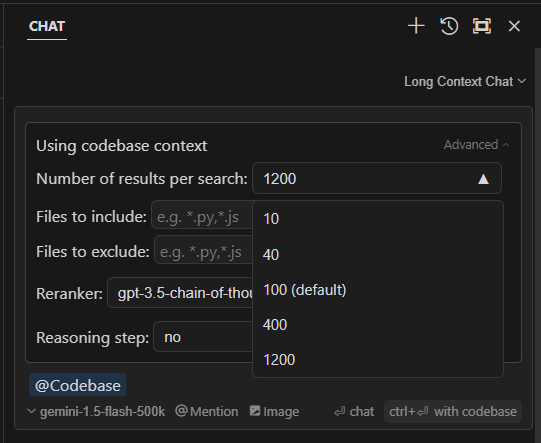 CHAT
Long Context Chat
Using codebase context
Advanced
Number of results per search: 1200
Files to include: e.g. *.py,*.js
10
Files to exclude: e.g. *.py,*.js
40
Reranker: gpt-3.5-chain-of-thou
100 (default)
Reasoning step: no
400
1200
@Codebase
gemini-1.5-flash-500k @Mention Image ⏎ chat ctrl+⏎ with codebase